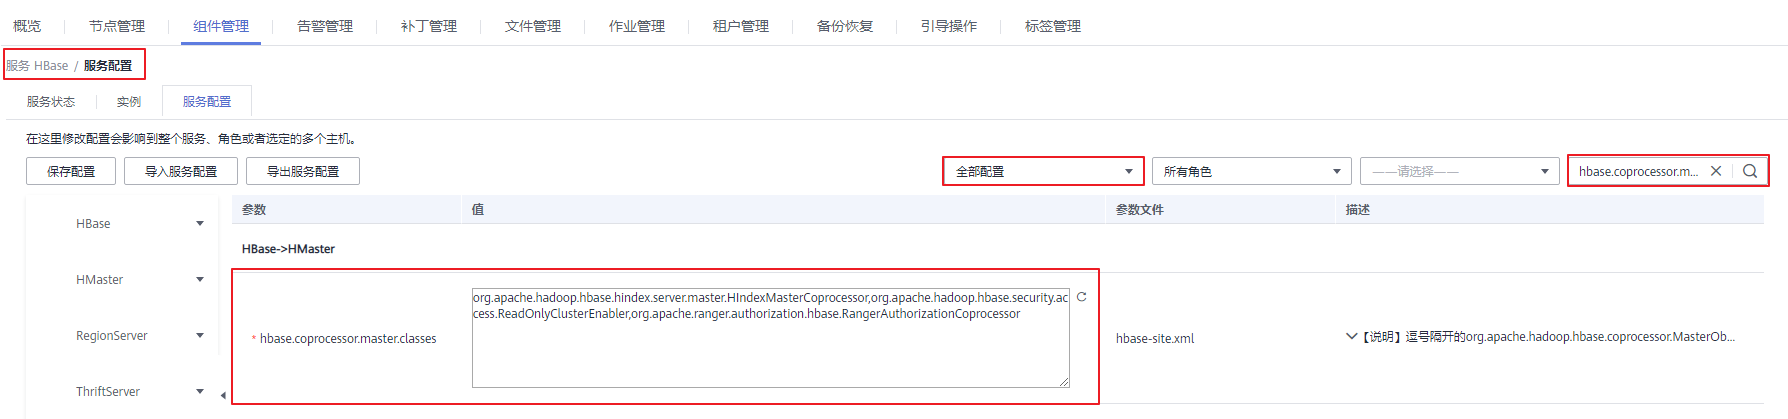 概览 节点管理 组件管理 告警管理 补丁管理 文件管理 作业管理 租户管理 备份恢复 引导操作 标签管理
服务 HBase / 服务配置
服务状态 实例 服务配置
在这里修改配置会影响到整个服务、角色或者选定的多个主机。
保存配置 导入服务配置 导出服务配置 全部配置 所有角色 ——请选择—— hbase.coprocessor.m...
参数 值 参数文件 描述
HBase
HBase->HMaster
HMaster
org.apache.hadoop.hbase.hindex.server.master.HIndexMasterCoprocessor,org.apache.hadoop.hbase.security.ac
cess.ReadOnlyClusterEnabler,org.apache.ranger.authorization.hbase.RangerAuthorizationCoprocessor
RegionServer
* hbase.coprocessor.master.classes hbase-site.xml 【说明】逗号隔开的org.apache.hadoop.hbase.coprocessor.MasterOb...
ThriftServer